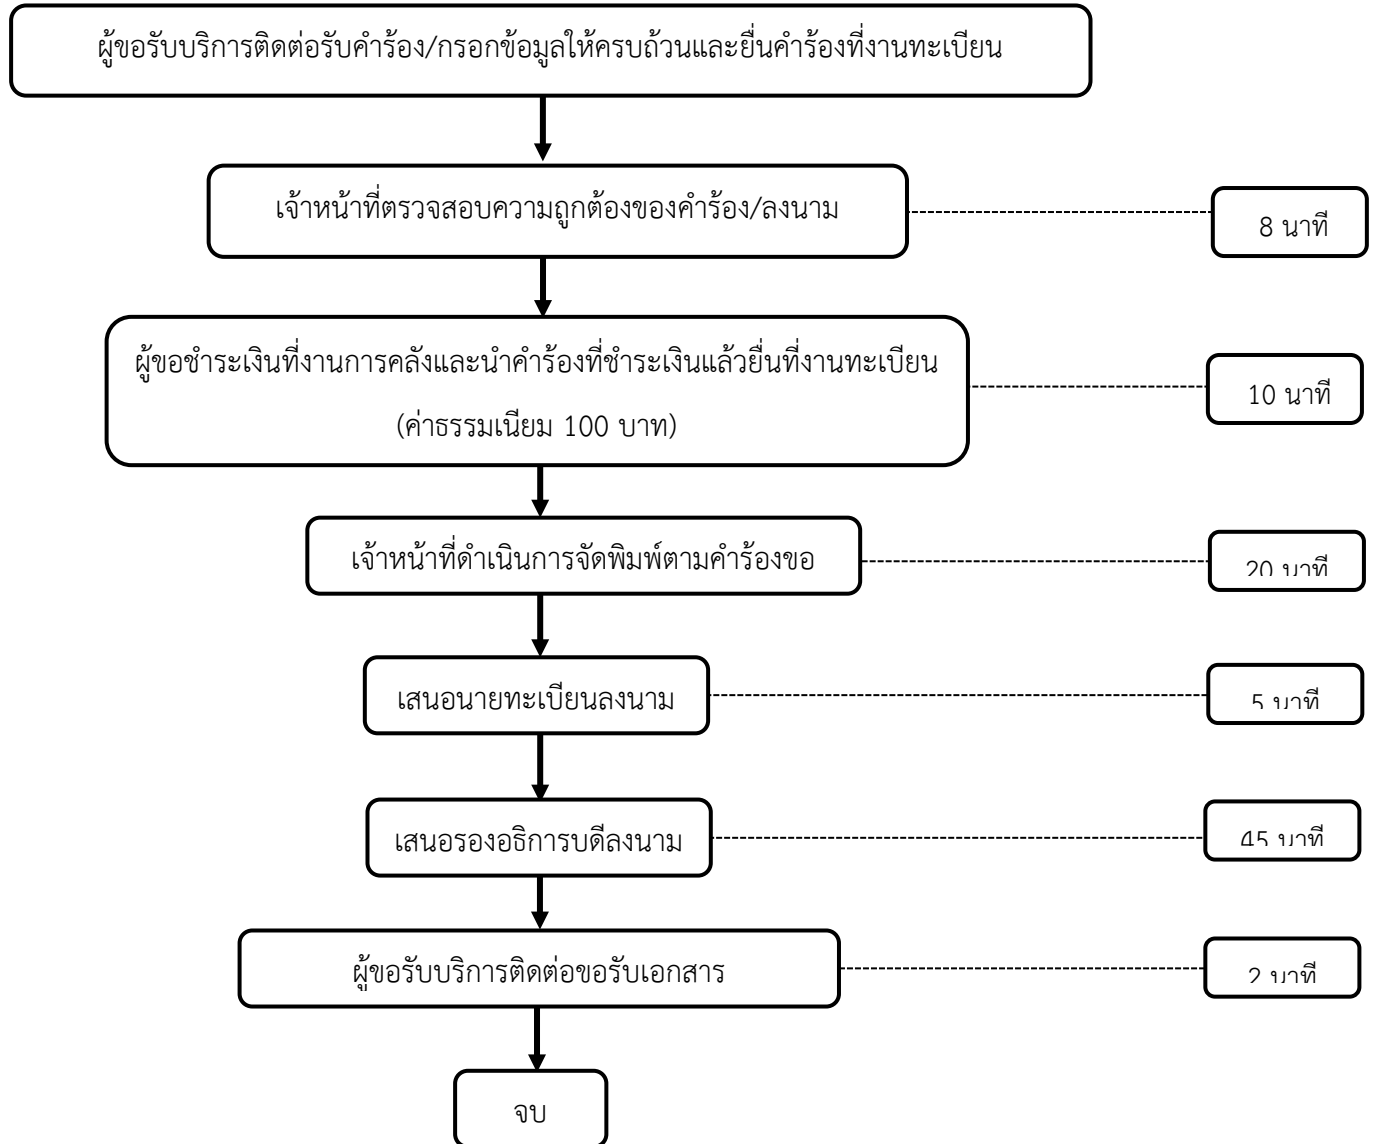 ผู้ขอรับบริการติดต่อรับคำร้อง/กรอกข้อมูลให้ครบถ้วนและยื่นคำร้องที่งานทะเบียน
เจ้าหน้าที่ตรวจสอบความถูกต้องของคำร้อง/ลงนาม
8 นาที
ผู้ขอชำระเงินที่งานการคลังและนำคำร้องที่ชำระเงินแล้วยื่นที่งานทะเบียน
(ค่าธรรมเนียม 100 บาท)
10 นาที
เจ้าหน้าที่ดำเนินการจัดพิมพ์ตามคำร้องขอ
20 นาที
เสนอนายทะเบียนลงนาม
5 นาที
เสนอรองอธิการบดีลงนาม
45 นาที
ผู้ขอรับบริการติดต่อขอรับเอกสาร
2 นาที
จบ